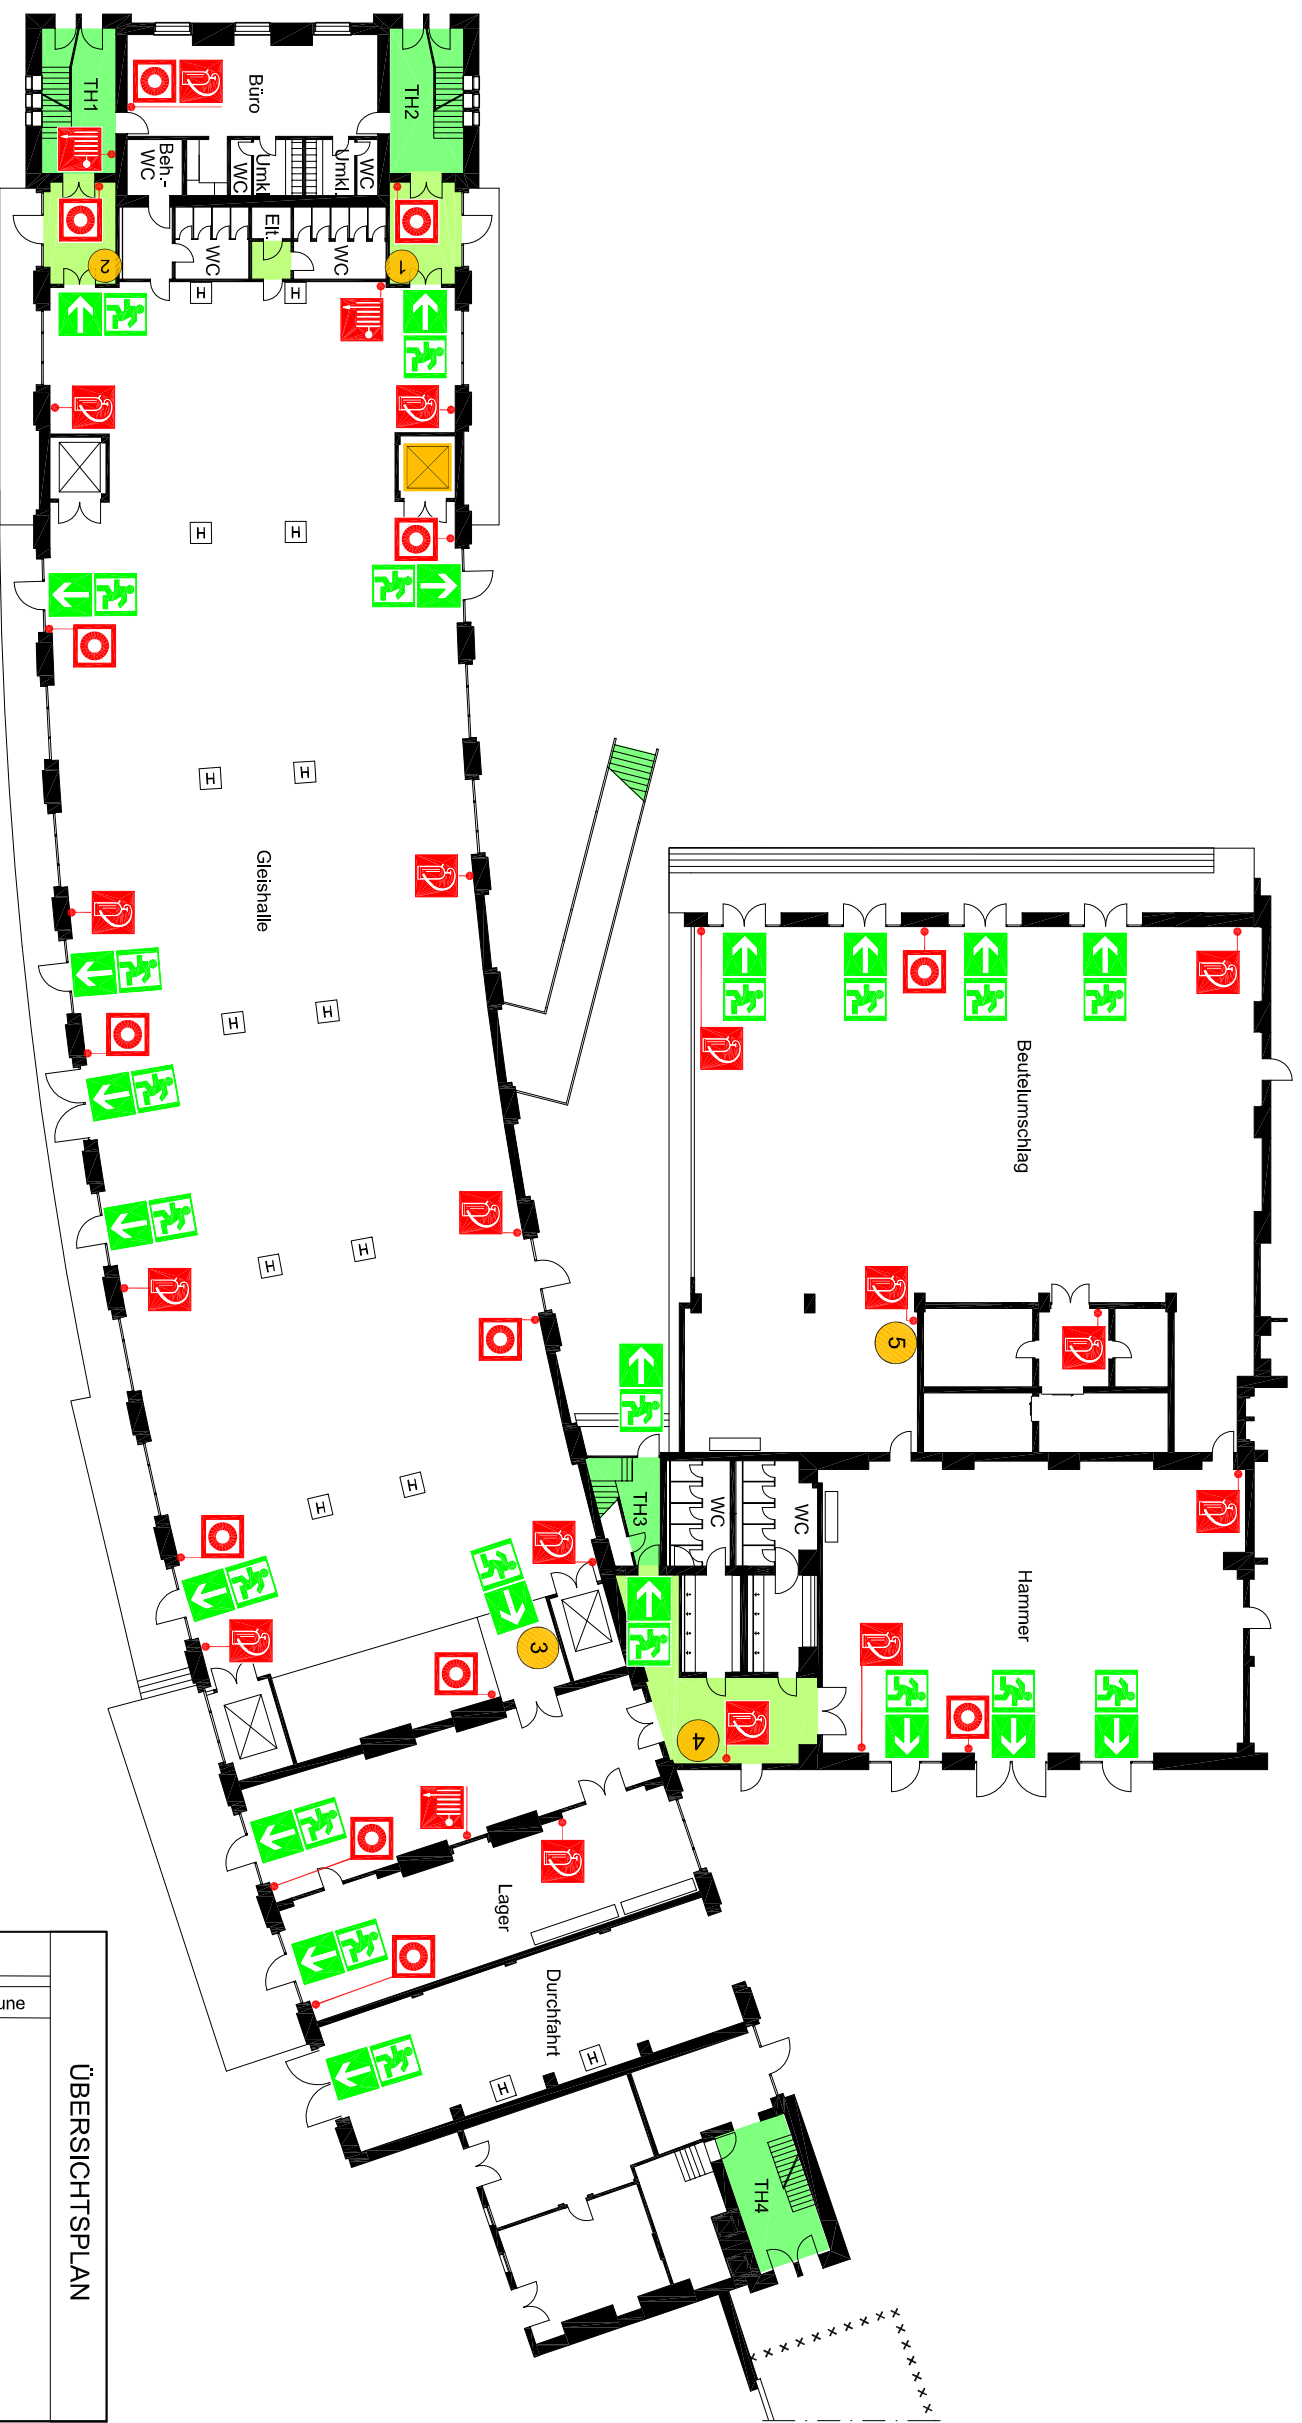 TH1
Büro
TH2
Beh.-
WC
WC
Umkl.
Umkl.
WC
WC
Elt.
WC
2
1
H
H
H
H
H
H
Gleishalle
H
H
Beutelumschlag
H
H
5
H
H
TH3
WC
WC
Hammer
3
4
Lager
Durchfahrt
H
H
TH4
ÜBERSICHTSPLAN
une